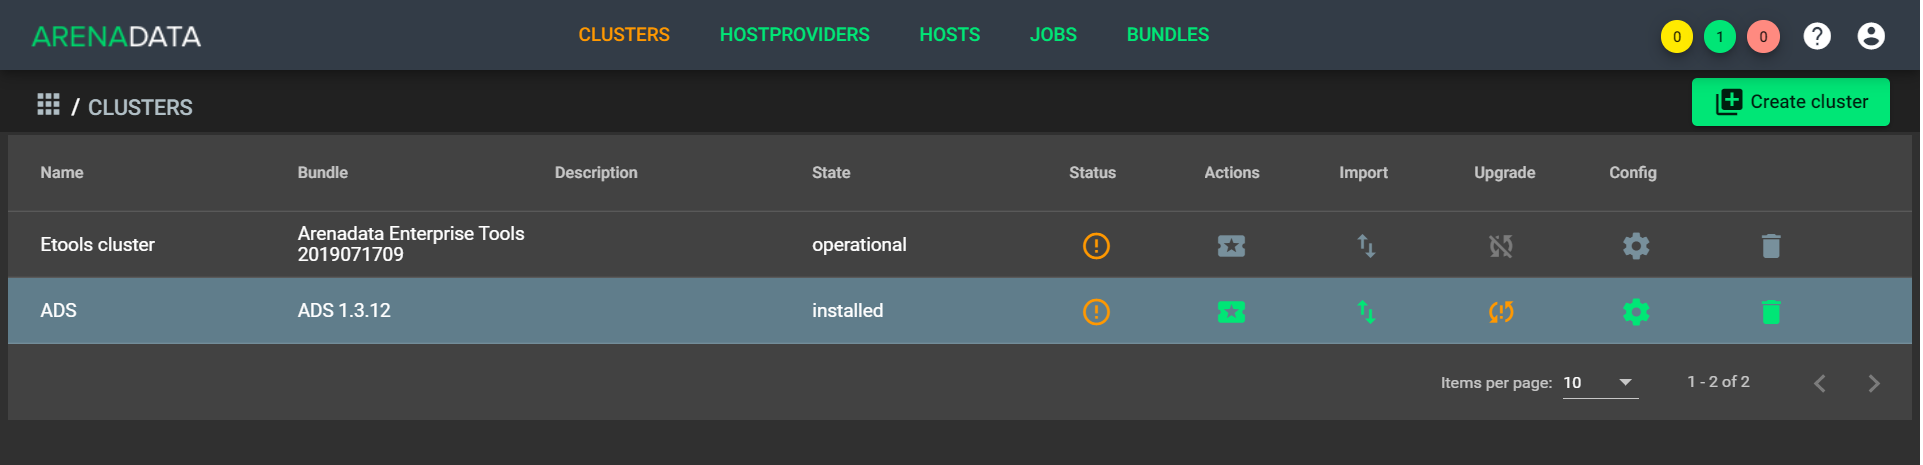 ARENADATA CLUSTERS HOSTPROVIDERS HOSTS JOBS BUNDLES 0 1 0 ?
/ CLUSTERS Create cluster
Name Bundle Description State Status Actions Import Upgrade Config
Etools cluster Arenadata Enterprise Tools operational
2019071709
ADS ADS 1.3.12 installed
Items per page: 10 1 - 2 of 2